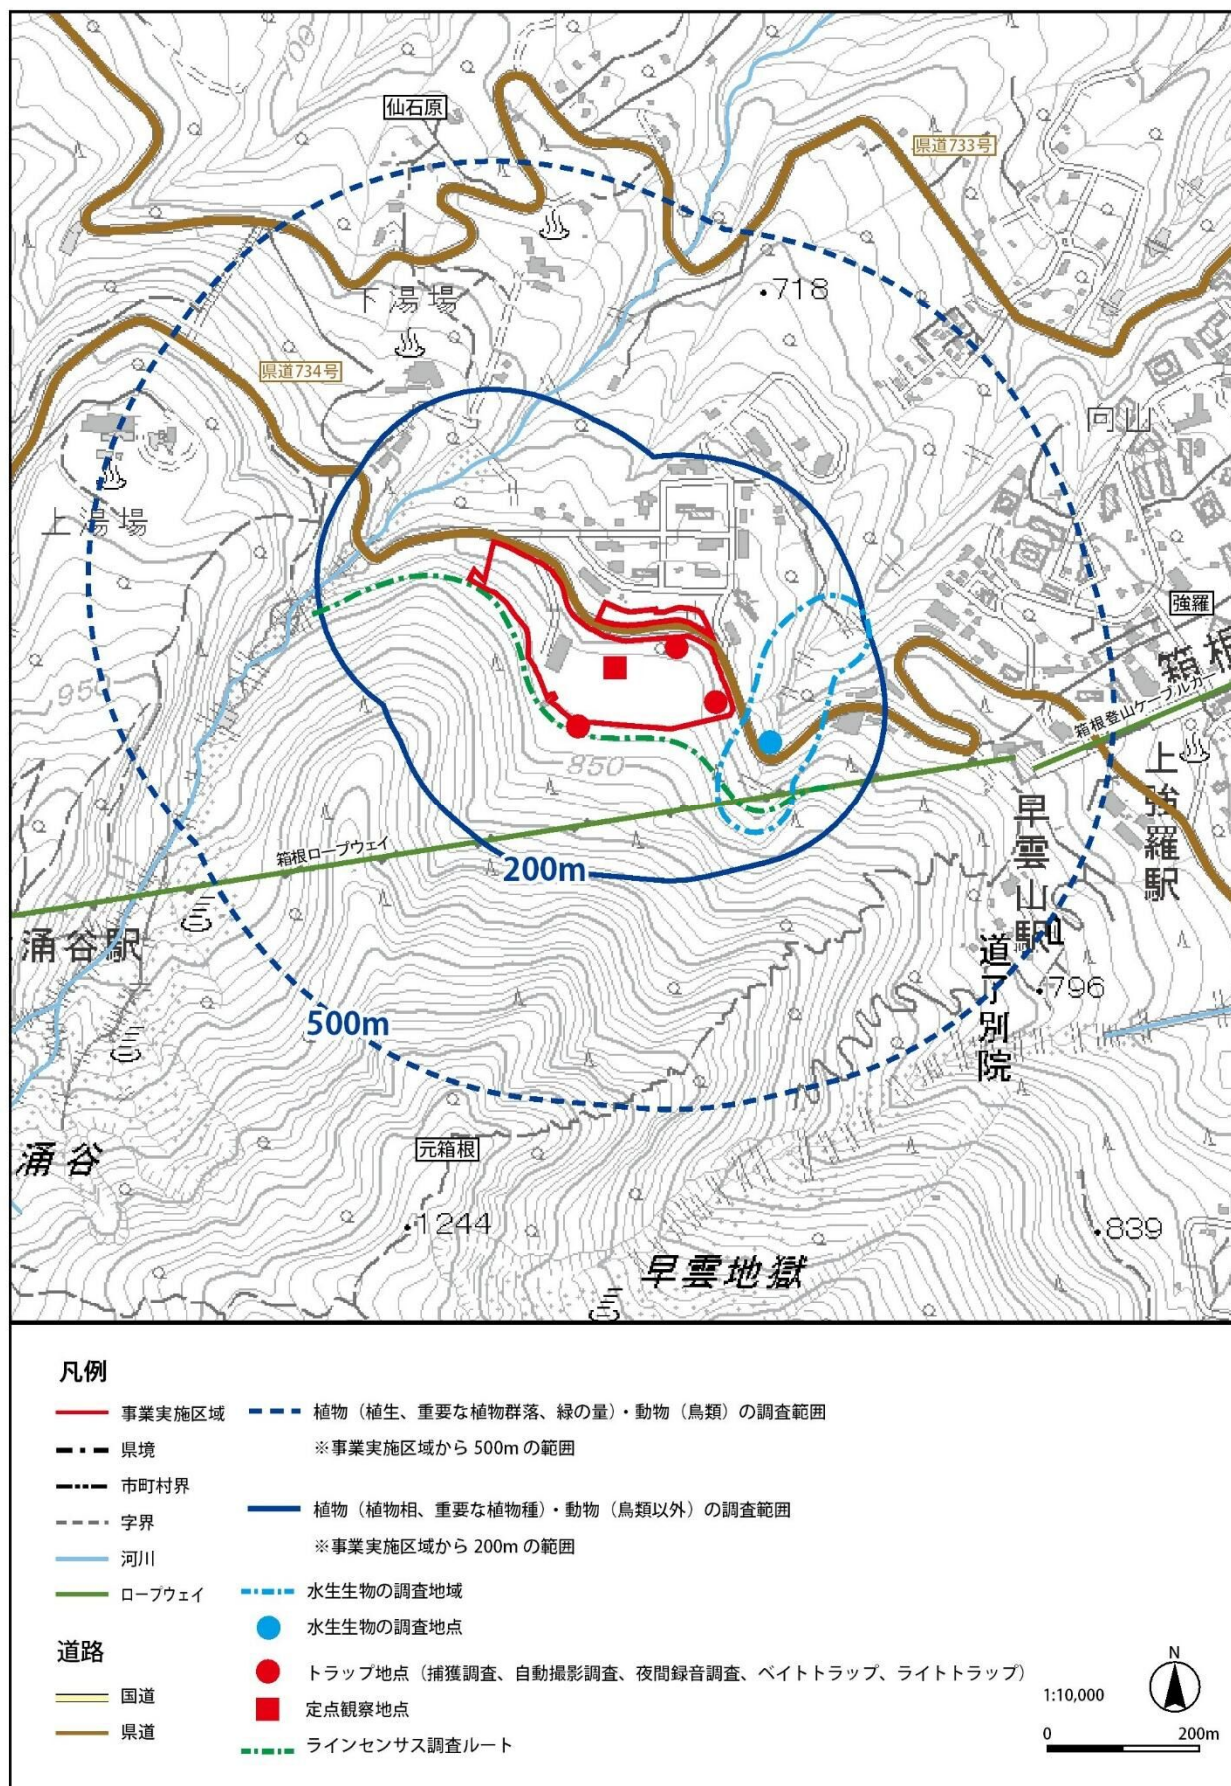 仙石原
県道733号
900
718
下湯場
県道734号
向山
上湯場
強羅
箱根
950
箱根登山ケーブルカー
850
上強羅駅
早雲山駅
箱根ロープウェイ
200m
涌谷駅
道了別院
796
500m
元箱根
涌谷
1244
839
早雲地獄
凡例
事業実施区域
県境
市町村界
字界
河川
ロープウェイ
道路
国道
県道
植物（植生、重要な植物群落、緑の量）・動物（鳥類）の調査範囲
※事業実施区域から 500m の範囲
植物（植物相、重要な植物種）・動物（鳥類以外）の調査範囲
※事業実施区域から 200m の範囲
水生生物の調査地域
水生生物の調査地点
トラップ地点（捕獲調査、自動撮影調査、夜間録音調査、ベイトトラップ、ライトトラップ）
定点観察地点
ラインセンサス調査ルート
N
1:10,000
0 200m